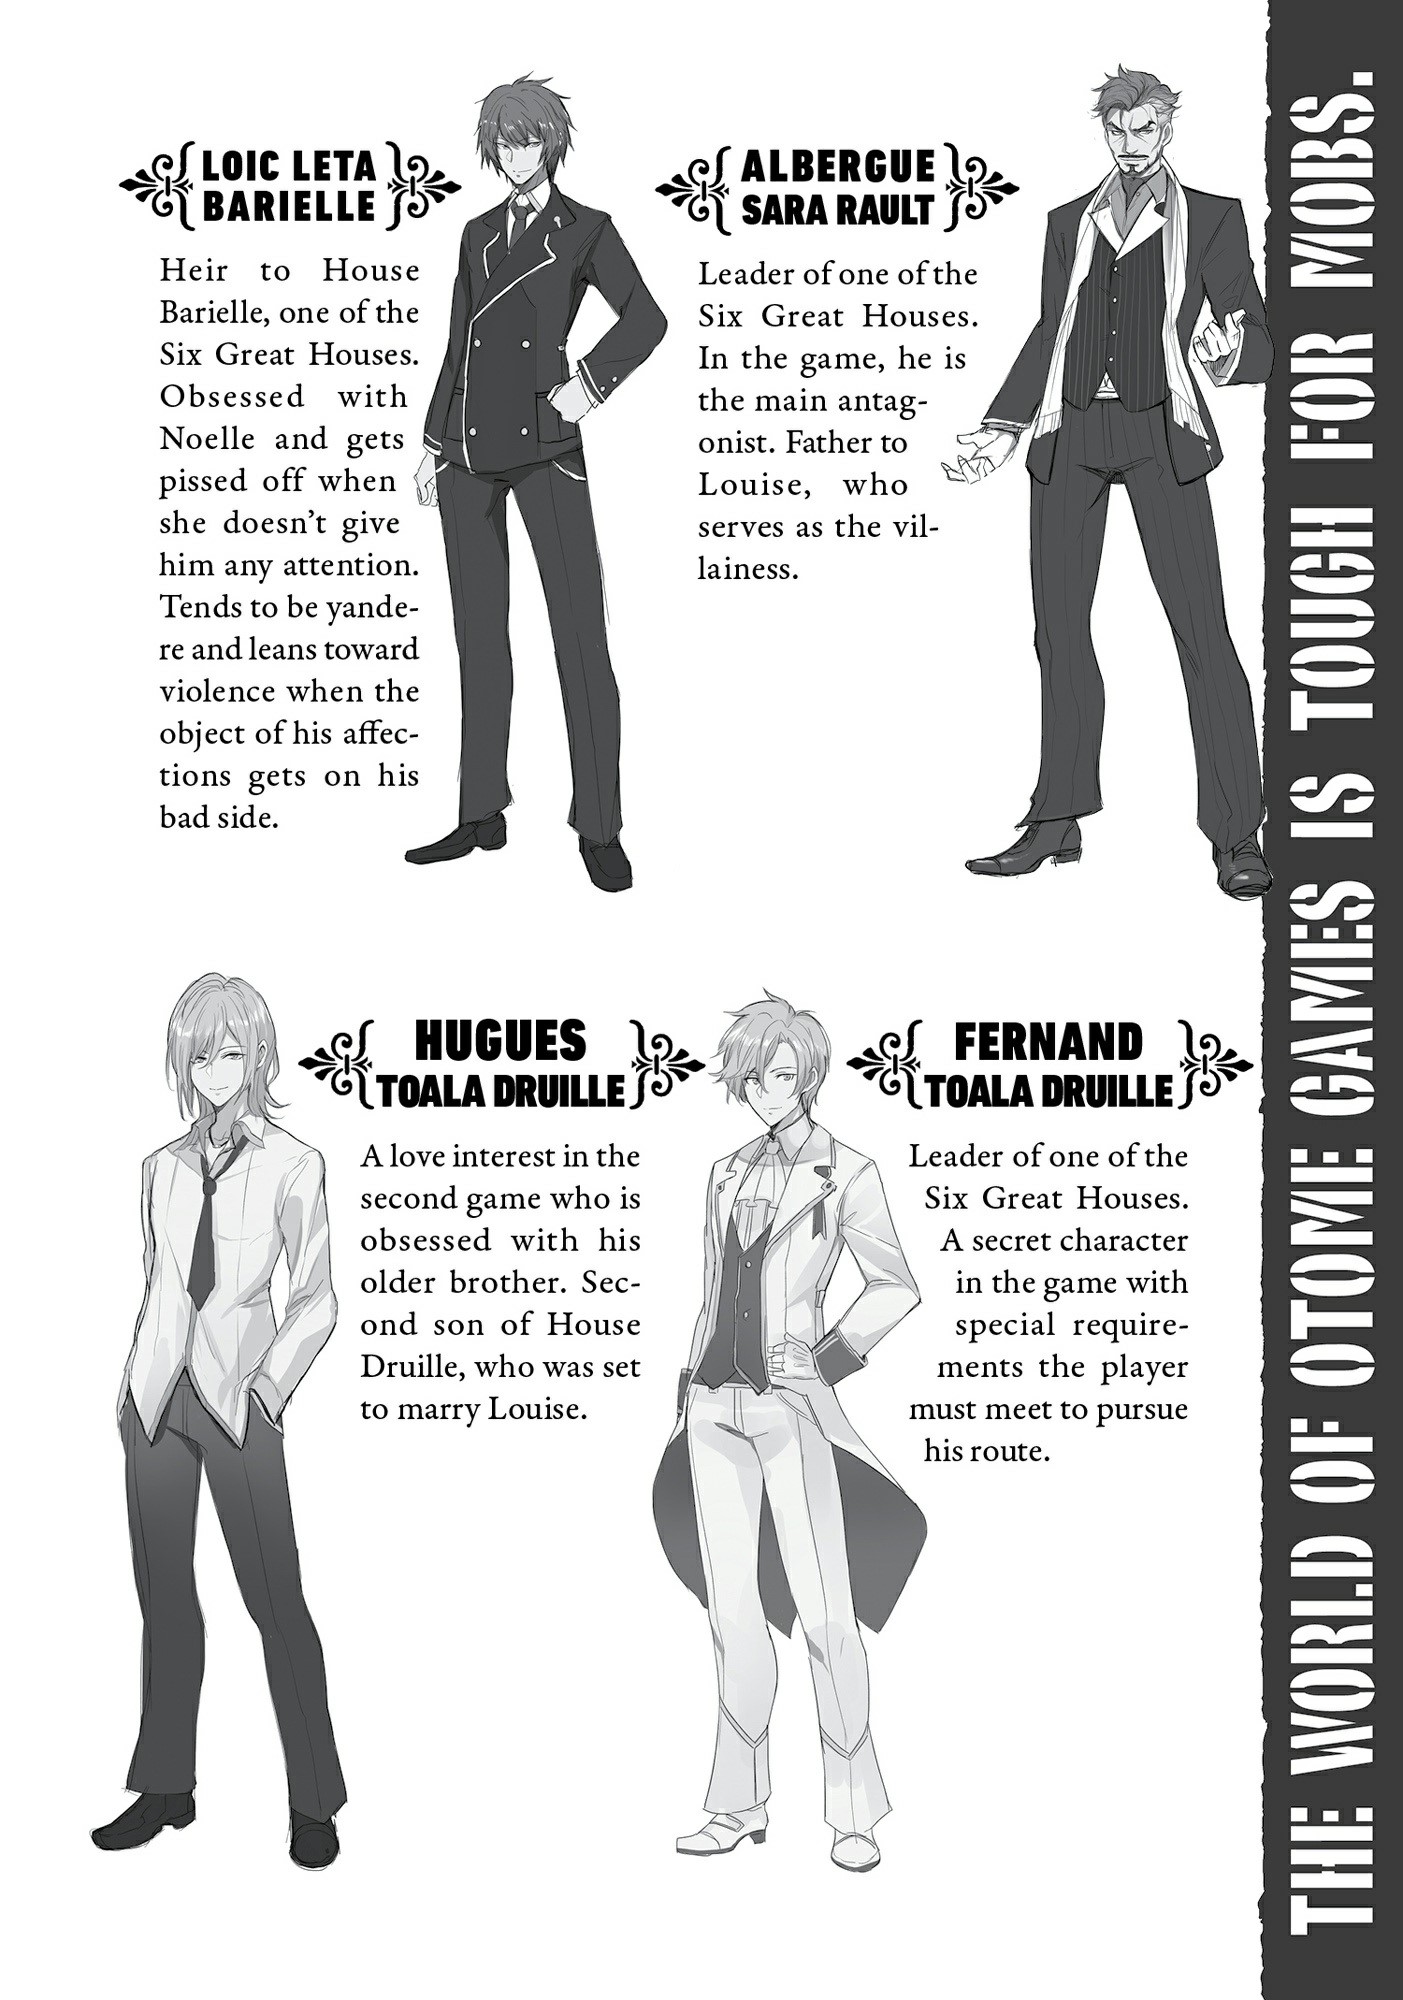 LOIC LETA
BARIELLE
Heir to House
Barielle, one of the
Six Great Houses.
Obsessed with
Noelle and gets
pissed off when
she doesn’t give
him any attention.
Tends to be yande-
re and leans toward
violence when the
object of his affec-
tions gets on his
bad side.
ALBERGUE
SARA RAULT
Leader of one of the
Six Great Houses.
In the game, he is
the main antag-
onist. Father to
Louise, who
serves as the vil-
lainess.
HUGUES
TOALA DRUILLE
A love interest in the
second game who is
obsessed with his
older brother. Sec-
ond son of House
Druille, who was set
to marry Louise.
FERNAND
TOALA DRUILLE
Leader of one of the
Six Great Houses.
A secret character
in the game with
special require-
ments the player
must meet to pursue
his route.
THE WORLD OF OTOME GAMES IS TOUGH FOR MOBS.